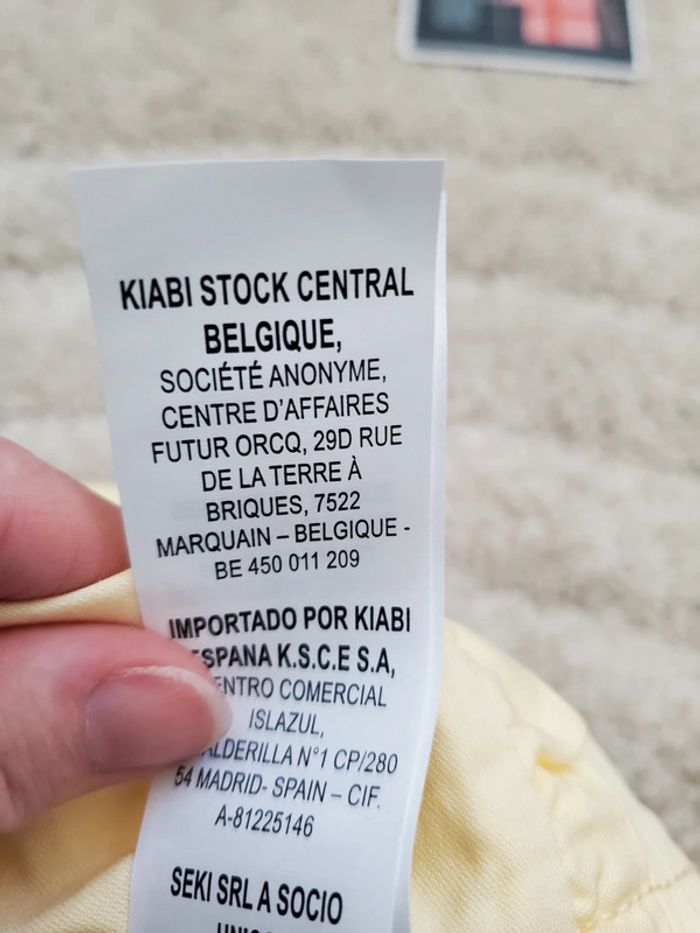 KIABI STOCK CENTRAL
BELGIQUE,
SOCIÉTÉ ANONYME,
CENTRE D'AFFAIRES
FUTUR ORCQ, 29D RUE
DE LA TERRE À
BRIQUES, 7522
MARQUAIN – BELGIQUE -
BE 450 011 209
IMPORTADO POR KIABI
K.S.C.E S.A,
COMERCIAL
ISLAZUL,
N°1 CP/280
54 MADRID- SPAIN – CIF.
A-81225146
SEKI SRL A SOCIO